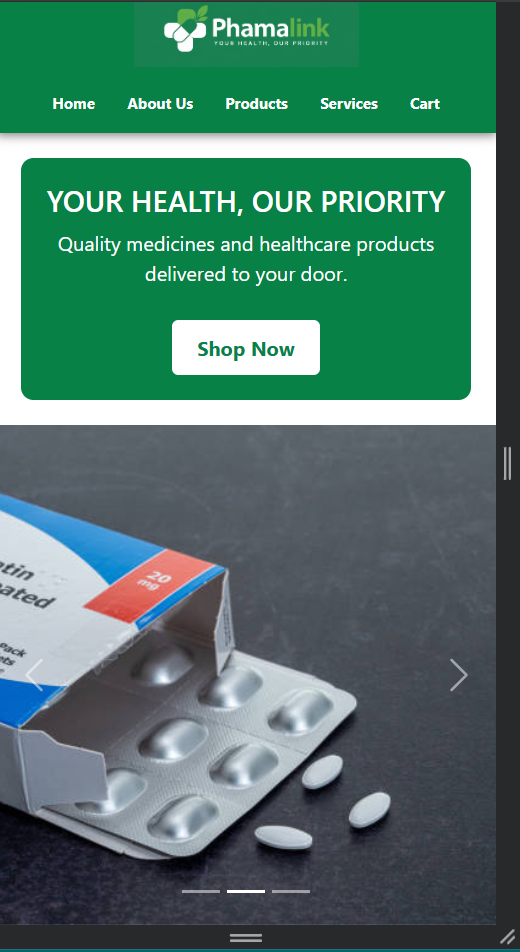 Phamalink
YOUR HEALTH, OUR PRIORITY
Home About Us Products Services Cart
YOUR HEALTH, OUR PRIORITY
Quality medicines and healthcare products
delivered to your door.
Shop Now
20
mg